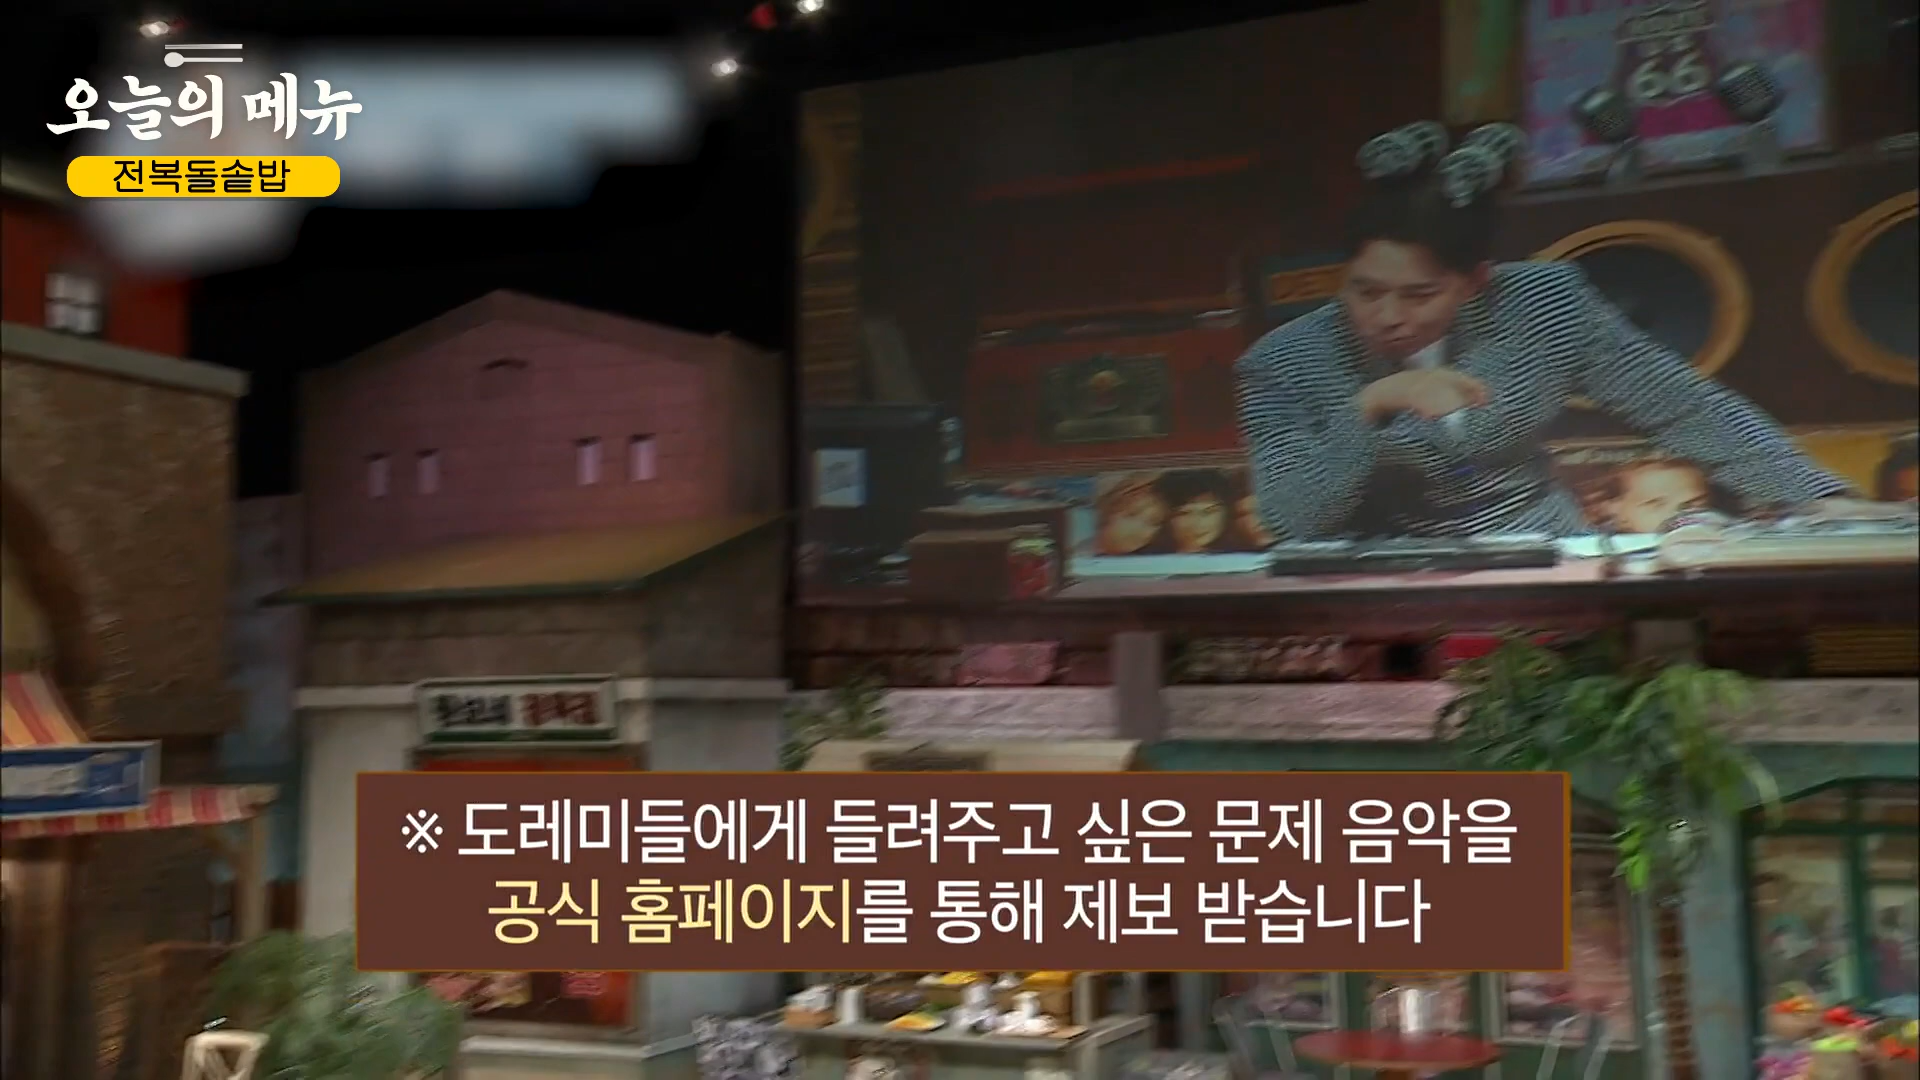 오늘의 메뉴
전복돌솥밥
66
※ 도레미들에게 들려주고 싶은 문제 음악을
공식 홈페이지를 통해 제보 받습니다